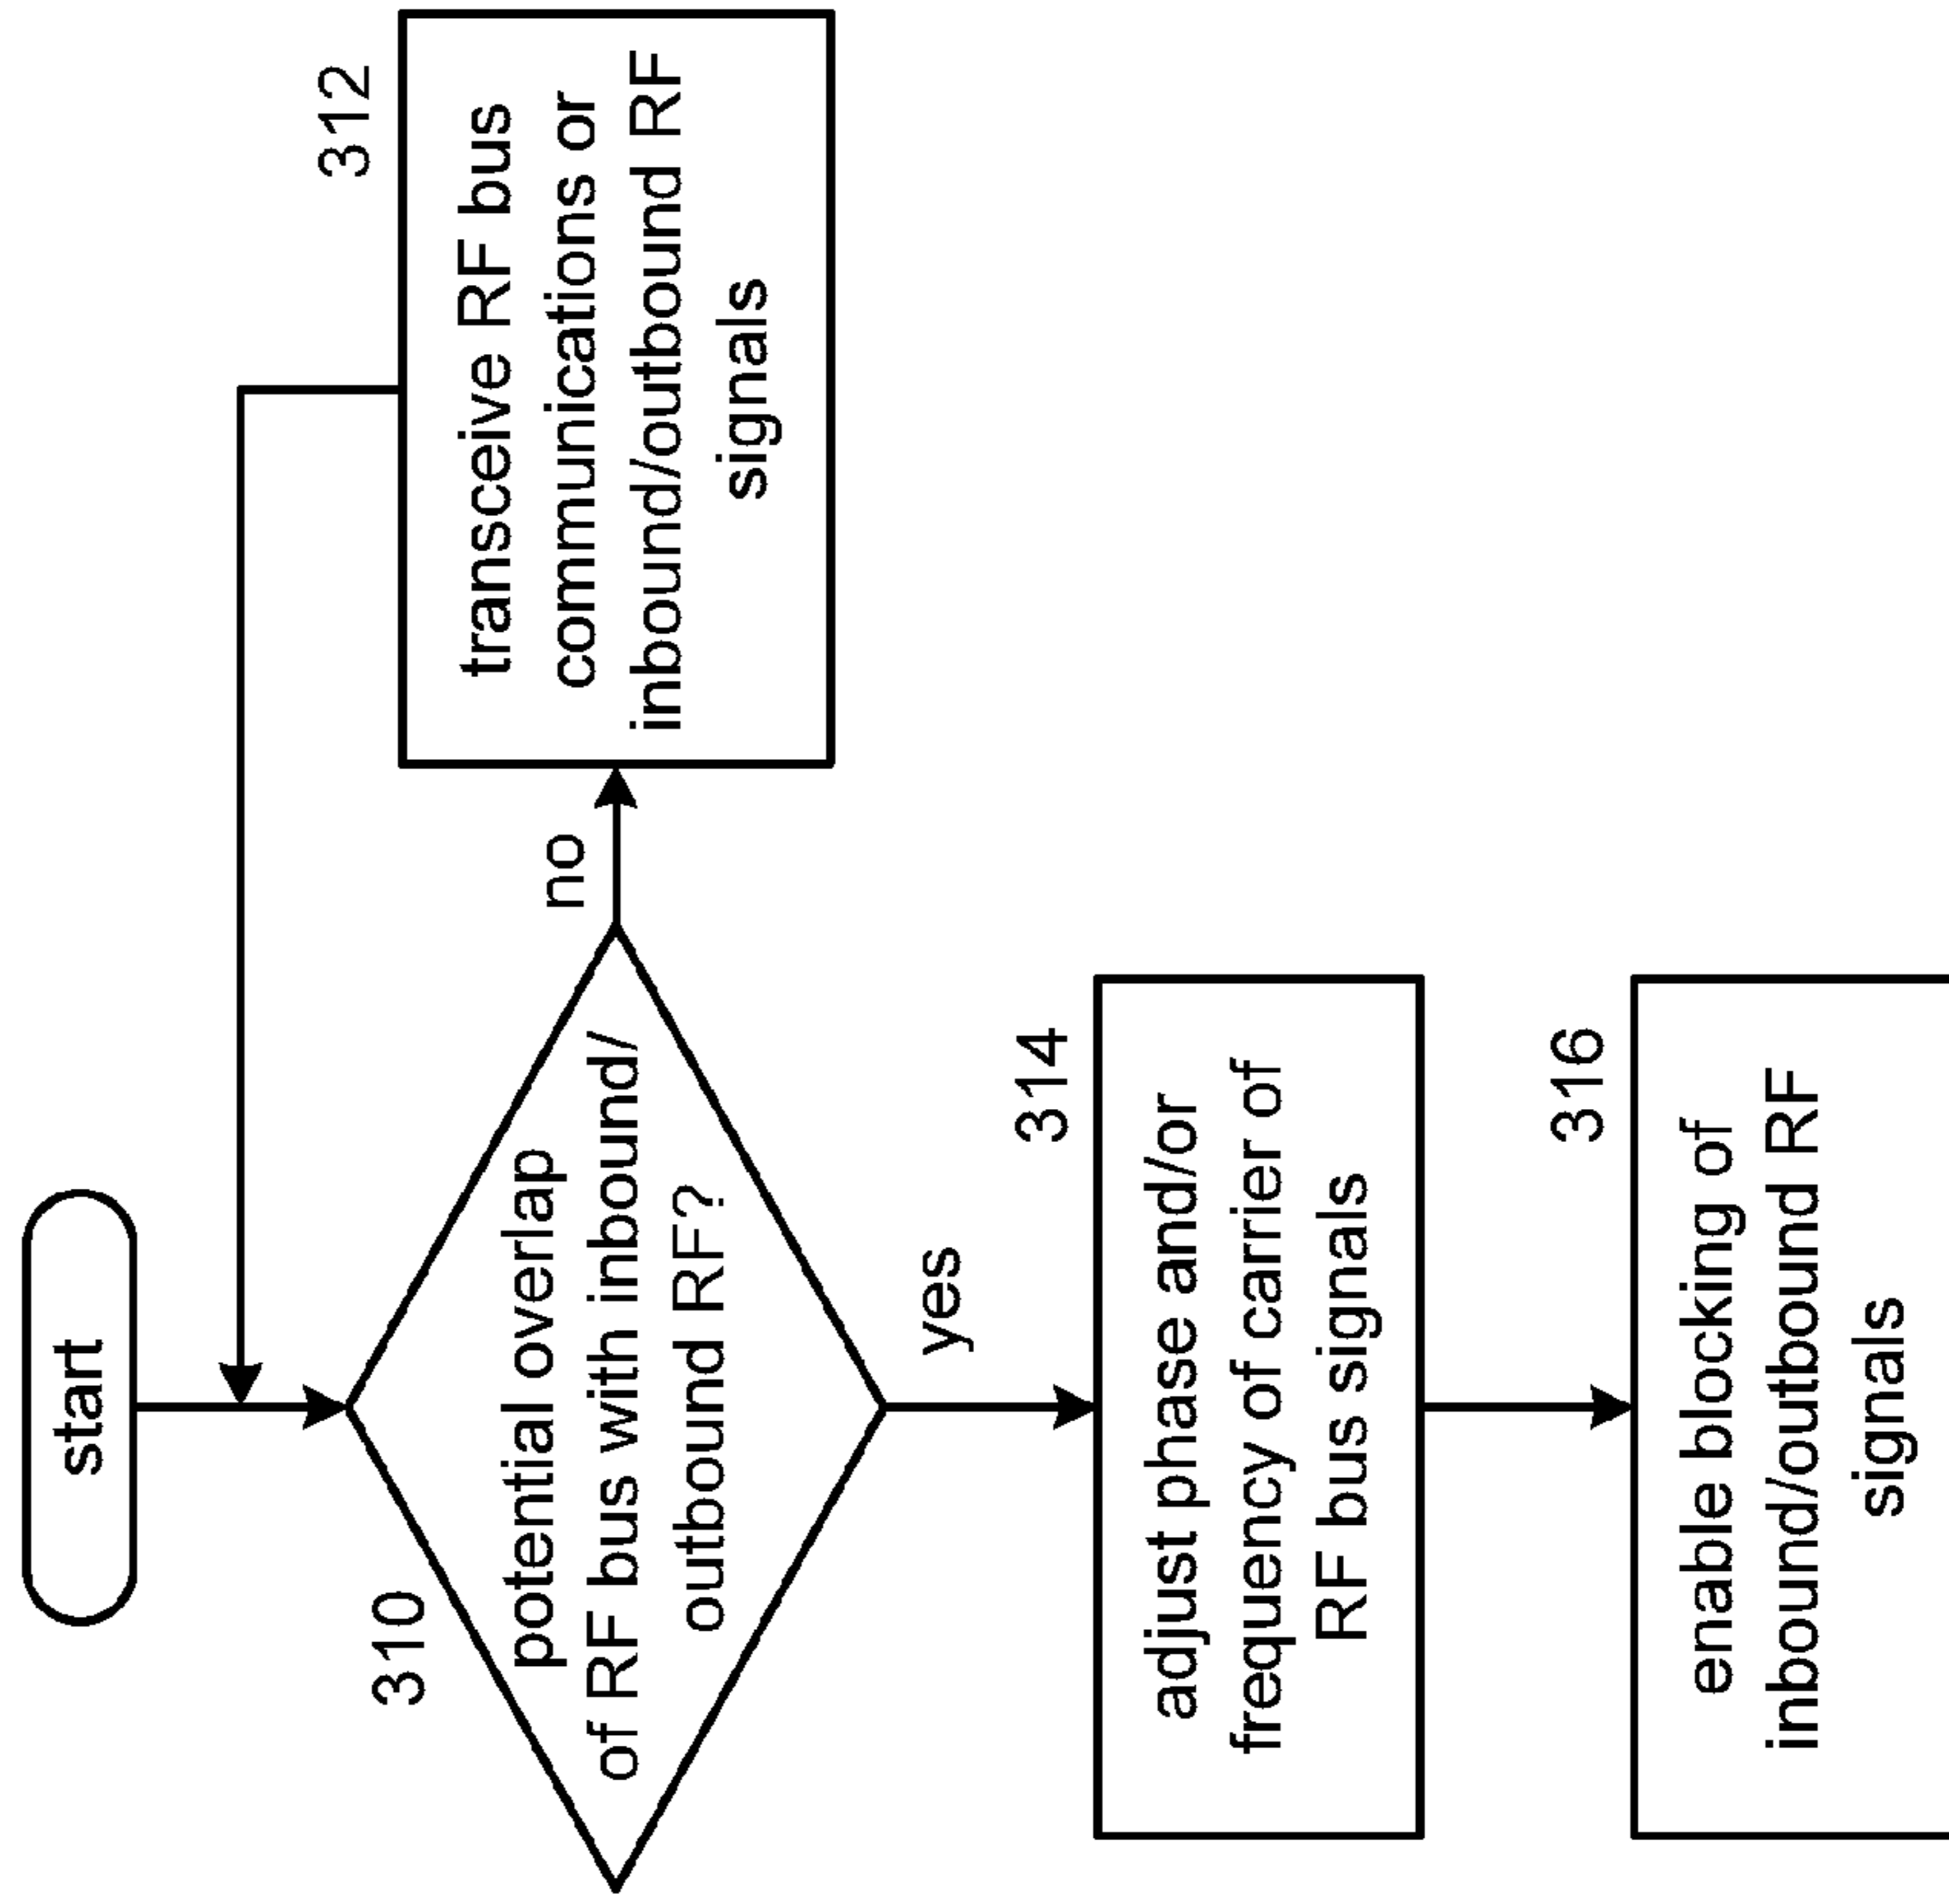 start
310
potential overlap
of RF bus with inbound/
outbound RF?
no
312
transceive RF bus
communications or
inbound/outbound RF
signals
yes
314
adjust phase and/or
frequency of carrier of
RF bus signals
316
enable blocking of
inbound/outbound RF
signals